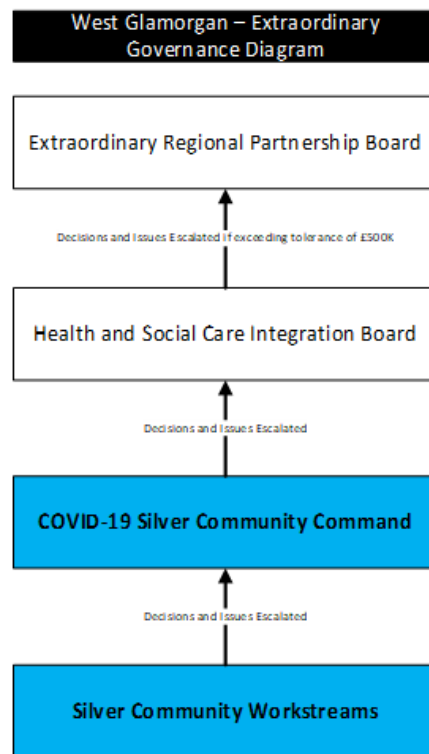 West Glamorgan – Extraordinary
Governance Diagram
Extraordinary Regional Partnership Board
Decisions and Issues Escalated if exceeding tolerance of £500K
Health and Social Care Integration Board
Decisions and Issues Escalated
COVID-19 Silver Community Command
Decisions and Issues Escalated
Silver Community Workstreams